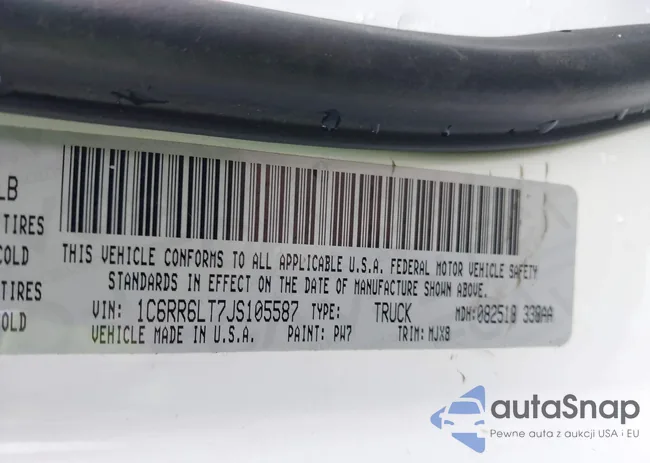 LB
TIRES
COLD
TIRES
COLD
THIS VEHICLE CONFORMS TO ALL APPLICABLE U.S.A. FEDERAL MOTOR VEHICLE SAFETY
STANDARDS IN EFFECT ON THE DATE OF MANUFACTURE SHOWN ABOVE.
VIN: 1C6RR6LT7JS105587 TYPE: TRUCK MDH: 082518 330AA
VEHICLE MADE IN U.S.A. PAINT: PW7 TRIM: MJX8
autaSnap
Pewne auta z aukcji USA i EU